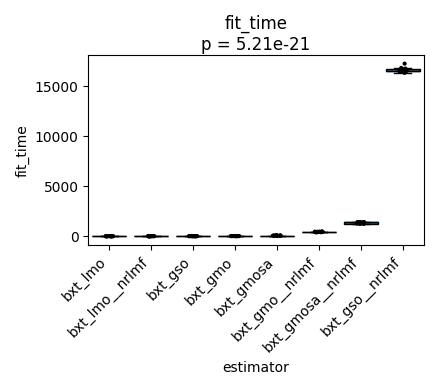 fit_time
p = 5.21e-21
fit_time
15000
10000
5000
0
bxt_lmo
bxt_lmo__nrlmf
bxt_gso
bxt_gmo
bxt_gmosa
bxt_gmo__nrlmf
bxt_gmosa__nrlmf
bxt_gso__nrlmf
estimator